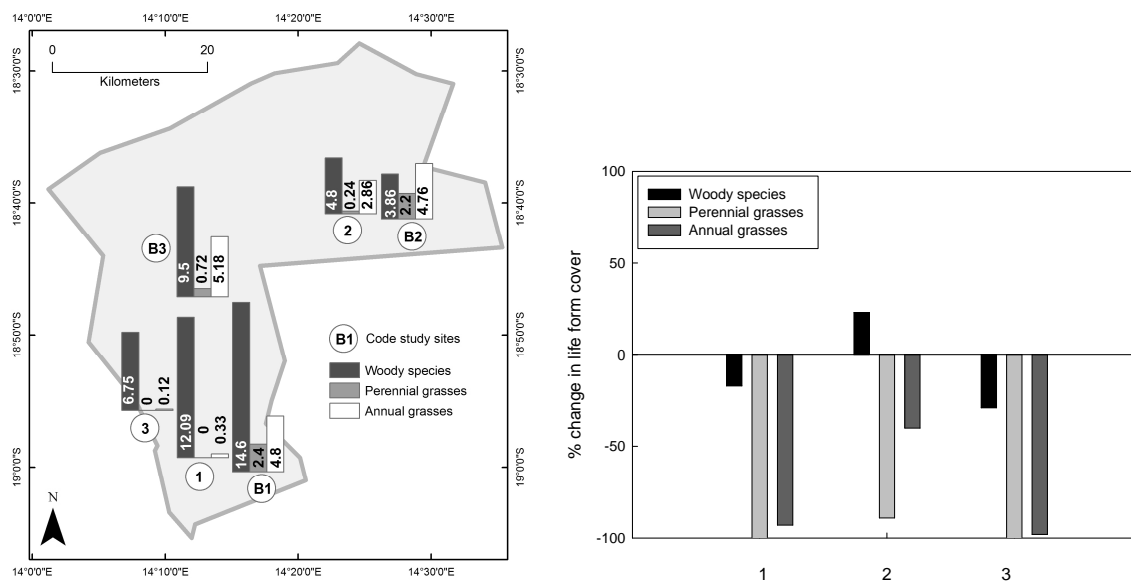 14°0'0"E 14°10'0"E 14°20'0"E 14°30'0"E
0 20
Kilometers
18°30'0"S 18°30'0"S
18°40'0"S 18°40'0"S
18°50'0"S 18°50'0"S
19°0'0"S 19°0'0"S
4.8 0.24 2.86
2
3.86 2.2 4.76
B2
B3
9.5 0.72 5.18
6.75 0 0.12
3
12.09 0 0.33
1
14.6 2.4 4.8
B1
B1 Code study sites
Woody species
Perennial grasses
Annual grasses
N
14°0'0"E 14°10'0"E 14°20'0"E 14°30'0"E
% change in life form cover
100
50
0
-50
-100
Woody species
Perennial grasses
Annual grasses
1 2 3